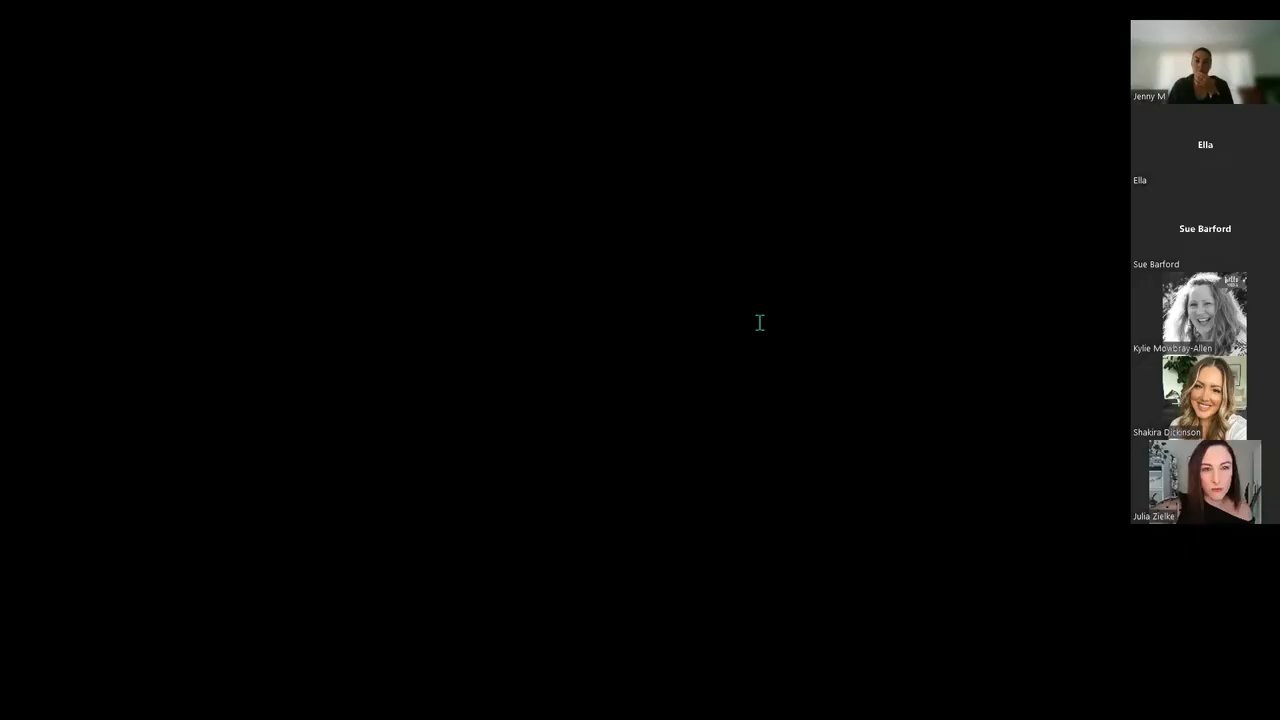 Jenny M
Ella
Ella
Sue Barford
Sue Barford
Kylie Mowbray-Allen
Shakira Dickinson
Julia Zielke